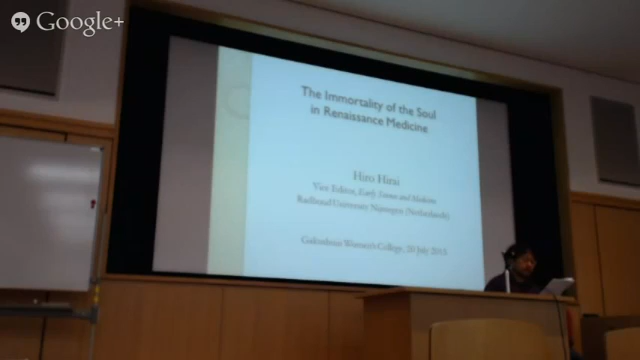 Google+
The Immortality of the Soul
in Renaissance Medicine
Hiro Hirai
Vice Editor, Early Science and Medicine
Radboud University Nijmegen (Netherlands)
Gakushuin Women's College, 20 July 2013